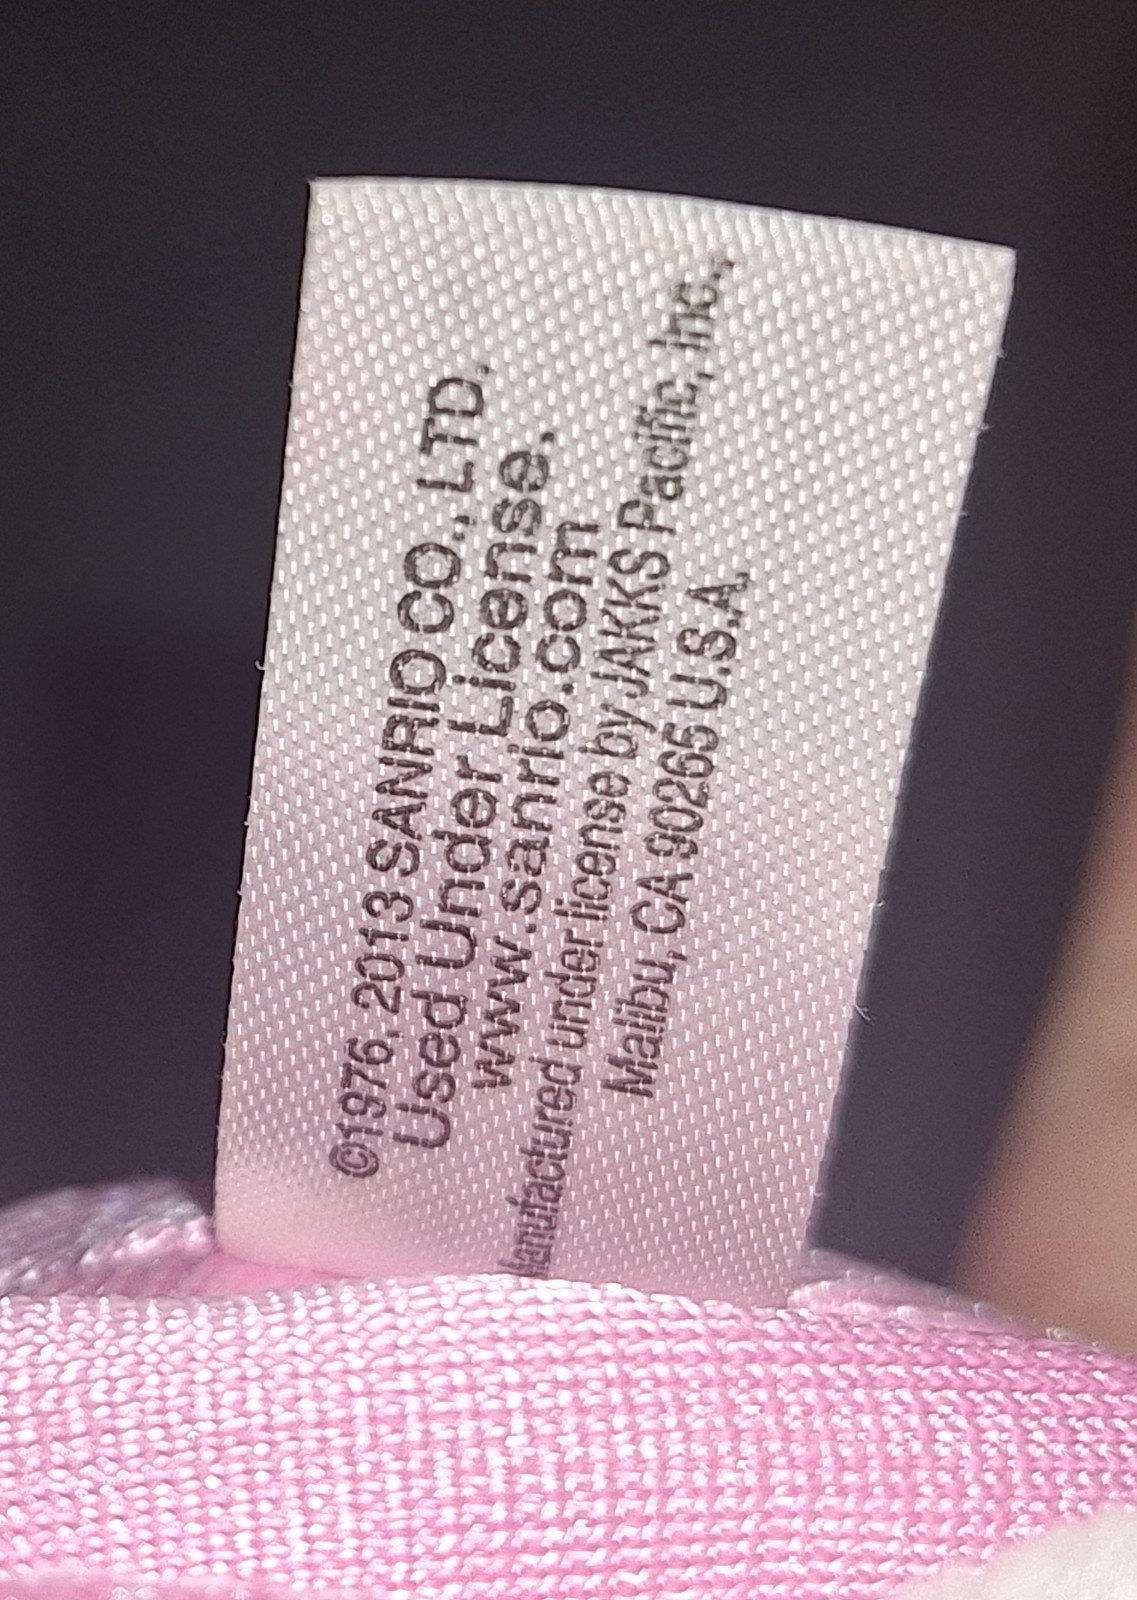 ©1976, 2013 SANRIO CO., LTD.
Used Under License.
www.sanrio.com
lanufactured under license by JAKKS Pacific, Inc.,
Malibu, CA 90265 U.S.A.